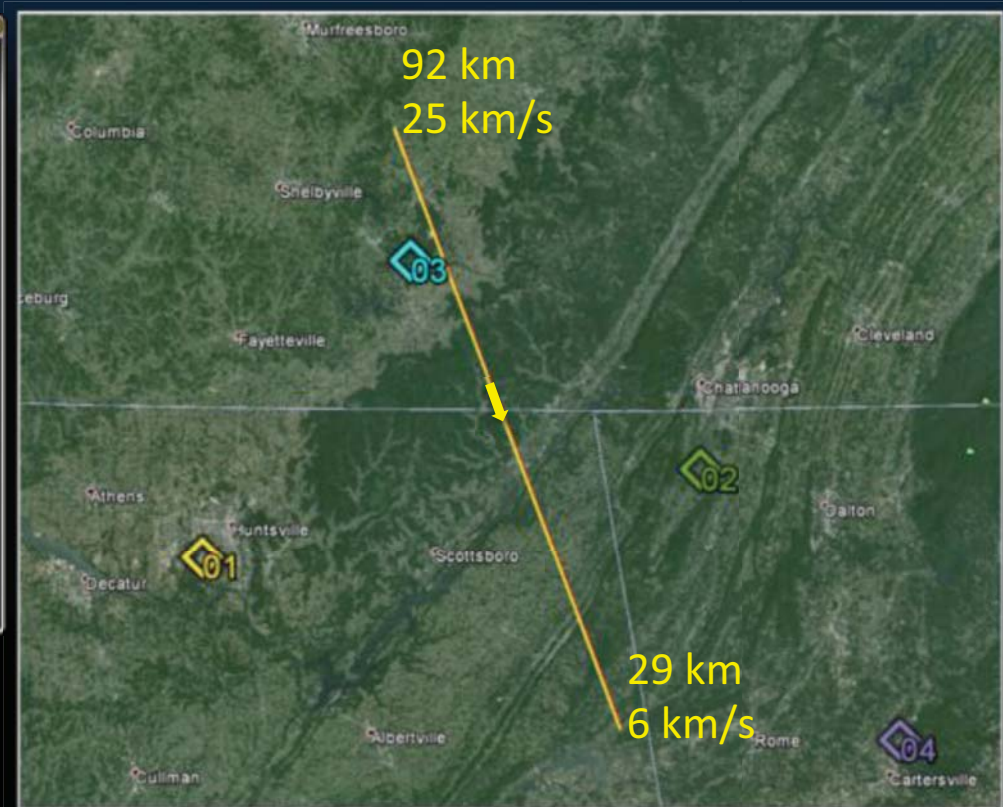 Murfreesboro
92 km
25 km/s
Columbia
Shelbyville
03
ceburg
Fayetteville
Cleveland
Chattanooga
02
Athens
Huntsville
Dalton
01
Scottsboro
Decatur
29 km
6 km/s
Albertville
Rome
04
Cullman
Cartersville